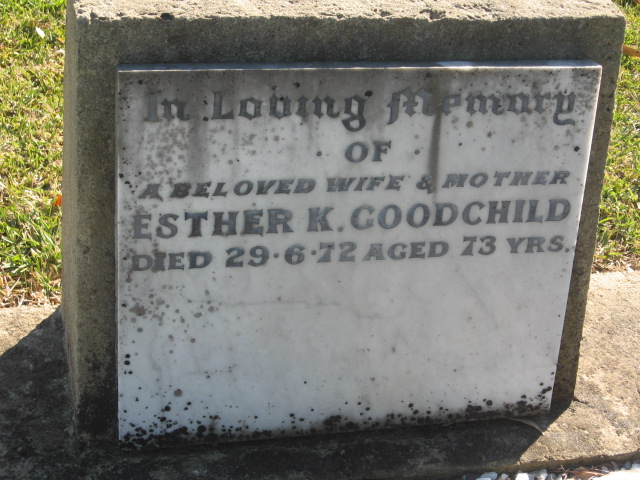 In Loving Memory
OF
A BELOVED WIFE & MOTHER
ESTHER K. GOODCHILD
DIED 29·6·72 AGED 73 YRS.